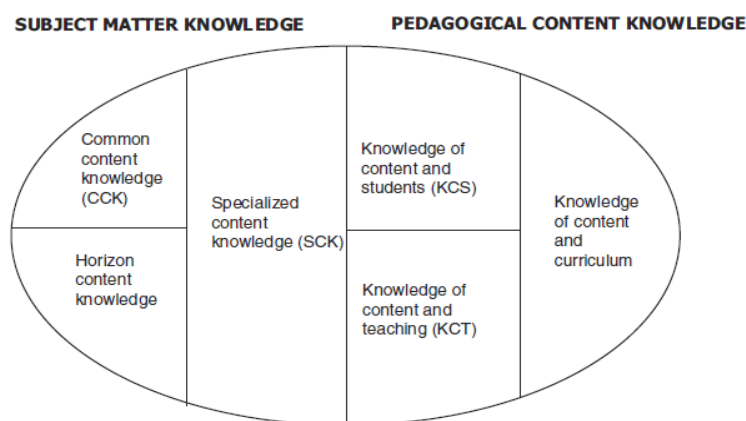 SUBJECT MATTER KNOWLEDGE
PEDAGOGICAL CONTENT KNOWLEDGE
Common
content
knowledge
(CCK)
Horizon
content
knowledge
Specialized
content
knowledge (SCK)
Knowledge of
content and
students (KCS)
Knowledge of
content and
teaching (KCT)
Knowledge
of content
and
curriculum